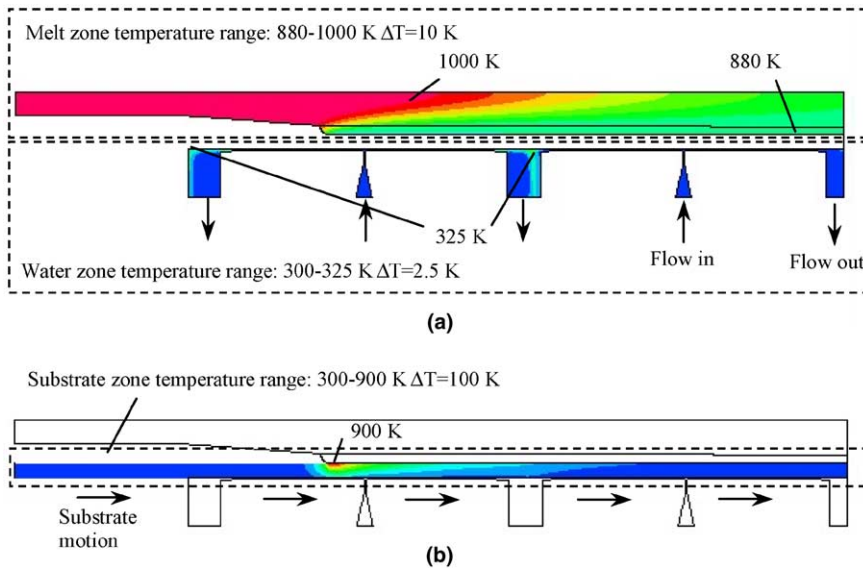 Melt zone temperature range: 880-1000 K ΔT=10 K
1000 K
880 K
325 K
Flow in
Flow out
Water zone temperature range: 300-325 K ΔT=2.5 K
(a)
Substrate zone temperature range: 300-900 K ΔT=100 K
900 K
Substrate
motion
(b)